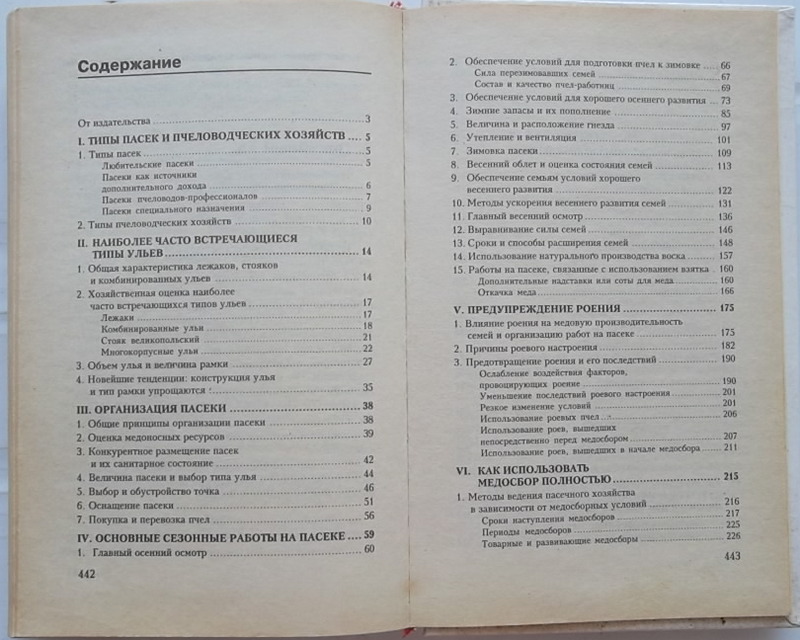 Содержание
От издательства ........ 3
I. ТИПЫ ПАСЕК И ПЧЕЛОВОДЧЕСКИХ ХОЗЯЙСТВ .... 5
1. Типы пасек ........ 5
Любительские пасеки ........ 5
Пасеки как источники
дополнительного дохода ........ 6
Пасеки пчеловодов-профессионалов ........ 7
Пасеки специального назначения ........ 9
2. Типы пчеловодческих хозяйств ........ 10
II. НАИБОЛЕЕ ЧАСТО ВСТРЕЧАЮЩИЕСЯ
ТИПЫ УЛЬЕВ ........ 14
1. Общая характеристика лежаков, стояков
и комбинированных ульев ........ 14
2. Хозяйственная оценка наиболее
часто встречающихся типов ульев ........ 17
Лежаки ........ 17
Комбинированные ульи ........ 18
Стояк великопольский ........ 21
Многокорпусные ульи ........ 22
3. Объем улья и величина рамки ........ 27
4. Новейшие тенденции: конструкция улья
и тип рамки упрощаются ........ 35
III. ОРГАНИЗАЦИЯ ПАСЕКИ ........ 38
1. Общие принципы организации пасеки ........ 38
2. Оценка медоносных ресурсов ........ 39
3. Конкурентное размещение пасек
и их санитарное состояние ........ 42
4. Величина пасеки и выбор типа улья ........ 44
5. Выбор и обустройство точка ........ 46
6. Оснащение пасеки ........ 51
7. Покупка и перевозка пчел ........ 56
IV. ОСНОВНЫЕ СЕЗОННЫЕ РАБОТЫ НА ПАСЕКЕ .... 59
1. Главный осенний осмотр ........ 60
442
2. Обеспечение условий для подготовки пчел к зимовке ..... 66
Сила перезимовавших семей ........ 67
Состав и качество пчел-работниц ........ 69
3. Обеспечение условий для хорошего осеннего развития ... 73
4. Зимние запасы и их пополнение ........ 85
5. Величина и расположение гнезда ........ 97
6. Утепление и вентиляция ........ 101
7. Зимовка пасеки ........ 109
8. Весенний облет и оценка состояния семей ........ 113
9. Обеспечение семьям условий хорошего
весеннего развития ........ 122
10. Методы ускорения весеннего развития семей ........ 131
11. Главный весенний осмотр ........ 136
12. Выравнивание силы семей ........ 146
13. Сроки и способы расширения семей ........ 148
14. Использование натурального производства воска ........ 157
15. Работы на пасеке, связанные с использованием взятка .. 160
Дополнительные надставки или соты для меда ........ 160
Откачка меда ........ 166
V. ПРЕДУПРЕЖДЕНИЕ РОЕНИЯ ........ 175
1. Влияние роения на медовую производительность
семей и организацию работ на пасеке ........ 175
2. Причины роевого настроения ........ 182
3. Предотвращение роения и его последствий ........ 190
Ослабление воздействия факторов,
провоцирующих роение ........ 190
Уменьшение последствий роевого настроения ........ 201
Резкое изменение условий ........ 201
Использование роевых пчел ........ 206
Использование роев, вышедших
непосредственно перед медосбором ........ 207
Использование роев, вышедших в начале медосбора .... 211
VI. КАК ИСПОЛЬЗОВАТЬ
МЕДОСБОР ПОЛНОСТЬЮ ........ 215
1. Методы ведения пасечного хозяйства
в зависимости от медосборных условий ........ 216
Сроки наступления медосборов ........ 217
Периоды медосборов ........ 225
Товарные и развивающие медосборы ........ 226
443